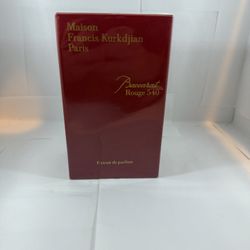 Maison
Francis Kurkdjian
Paris
Baccarat
Rouge 540
Extrait de parfum